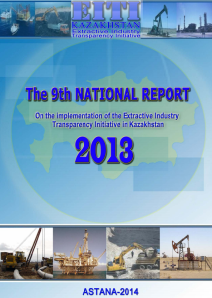 EITI
KAZAKHSTAN
Extractive Industry
Transparency Initiative
The 9th NATIONAL REPORT
On the implementation of the Extractive Industry
Transparency Initiative in Kazakhstan
2013
ASTANA-2014